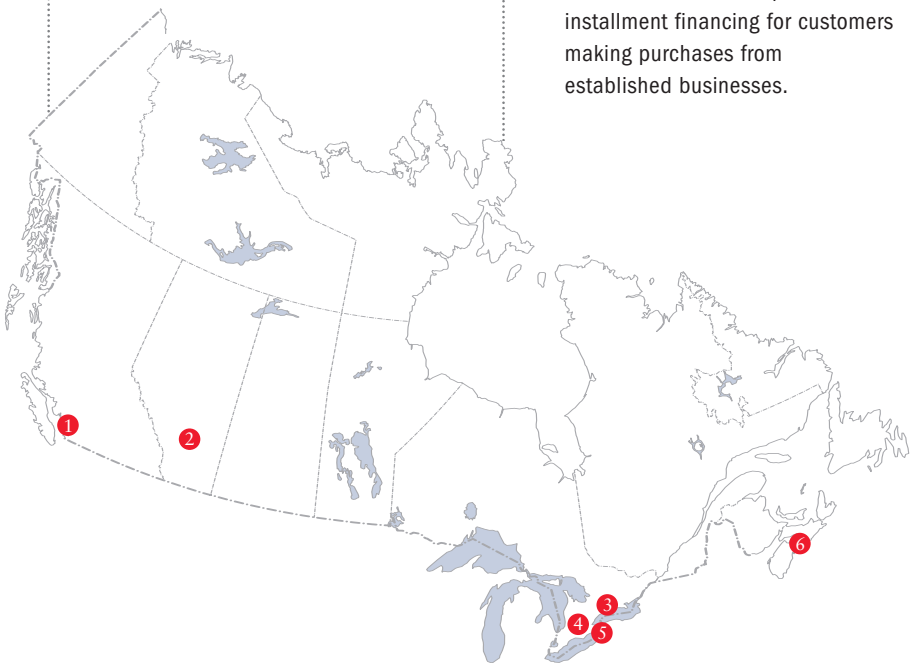 installment financing for customers
making purchases from
established businesses.
1
2
3
4
5
6